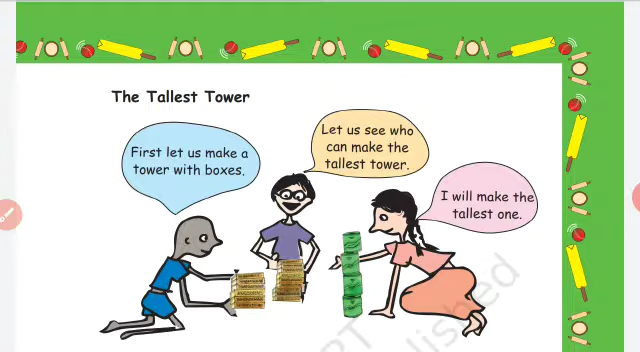 The Tallest Tower
First let us make a
tower with boxes.
Let us see who
can make the
tallest tower.
I will make the
tallest one.